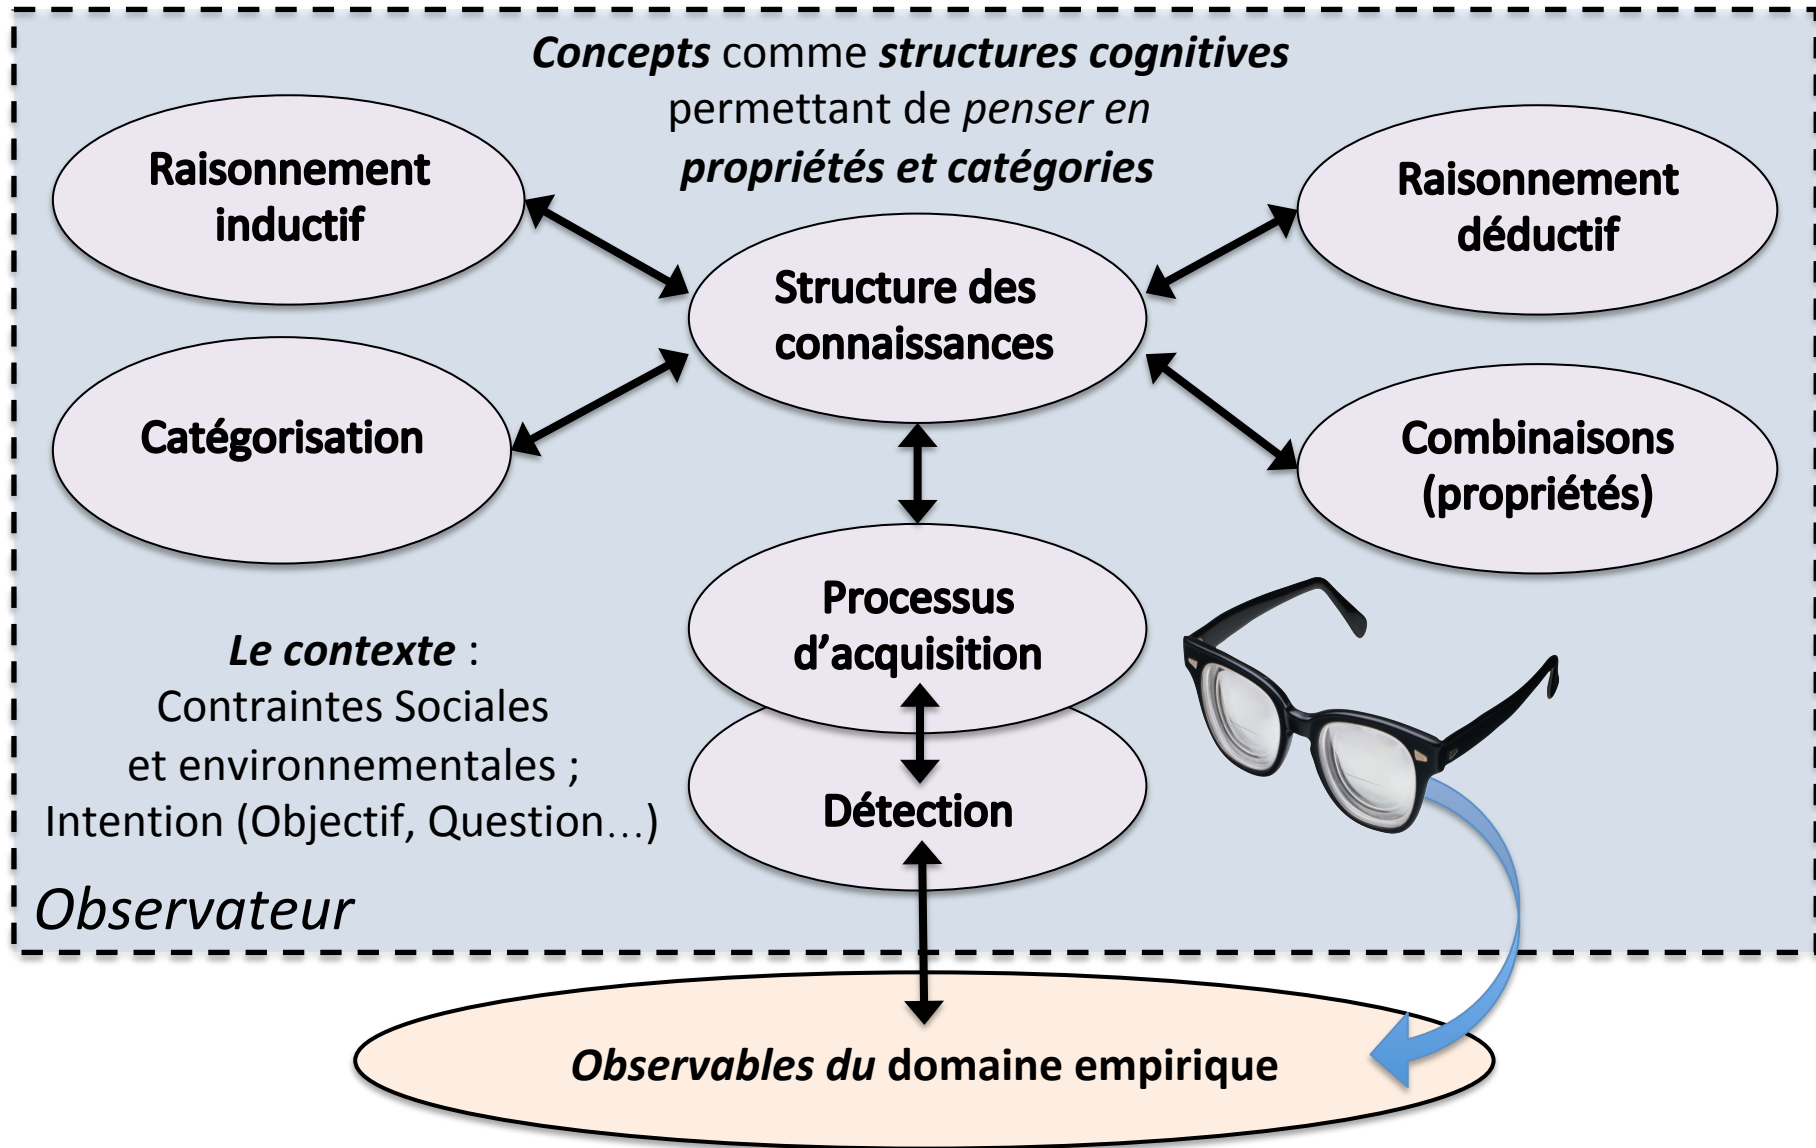 Concepts comme structures cognitives
permettant de penser en
propriétés et catégories
Raisonnement
inductif
Raisonnement
déductif
Structure des
connaissances
Catégorisation
Combinaisons
(propriétés)
Processus
d’acquisition
Le contexte :
Contraintes Sociales
et environnementales ;
Intention (Objectif, Question…)
Détection
Observateur
Observables du domaine empirique